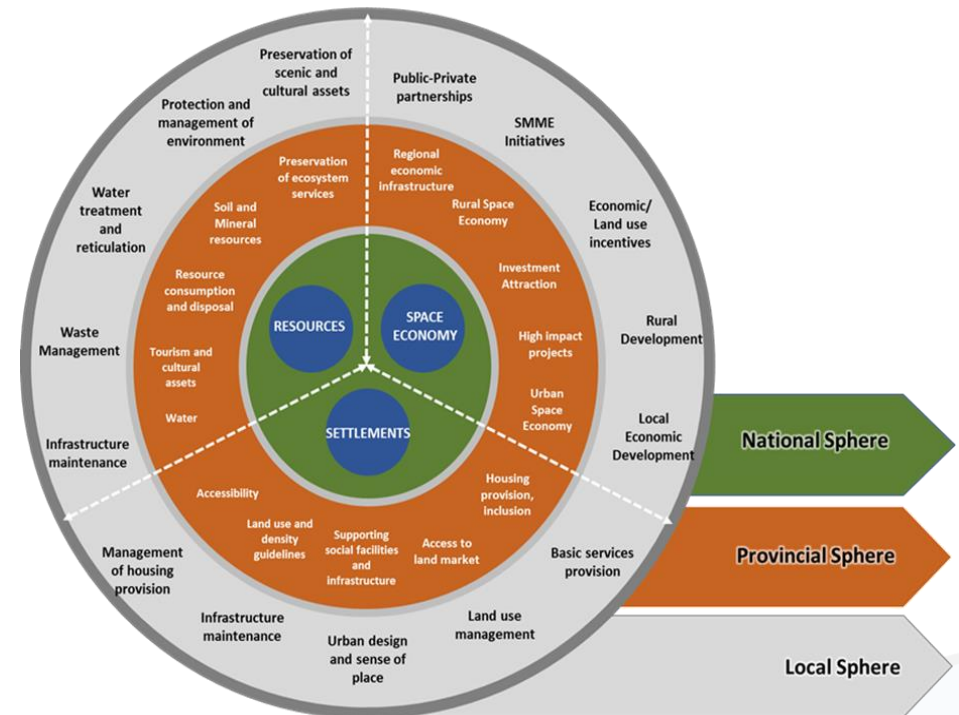 Preservation of
scenic and
cultural assets
Public-Private
partnerships
Protection and
management of
environment
SMME
Initiatives
Water
treatment
and
reticulation
Economic/
Land use
incentives
Waste
Management
Rural
Development
Infrastructure
maintenance
Local
Economic
Development
Management
of housing
provision
Basic services
provision
Infrastructure
maintenance
Land use
management
Urban design
and sense of
place
Preservation
of ecosystem
services
Regional
economic
infrastructure
Soil and
Mineral
resources
Rural Space
Economy
Resource
consumption
and disposal
Investment
Attraction
Tourism and
cultural
assets
High impact
projects
Water
Urban
Space
Economy
Accessibility
Housing
provision,
inclusion
Land use and
density
guidelines
Supporting
social facilities
and
infrastructure
Access to
land market
RESOURCES
SPACE
ECONOMY
SETTLEMENTS
National Sphere
Provincial Sphere
Local Sphere